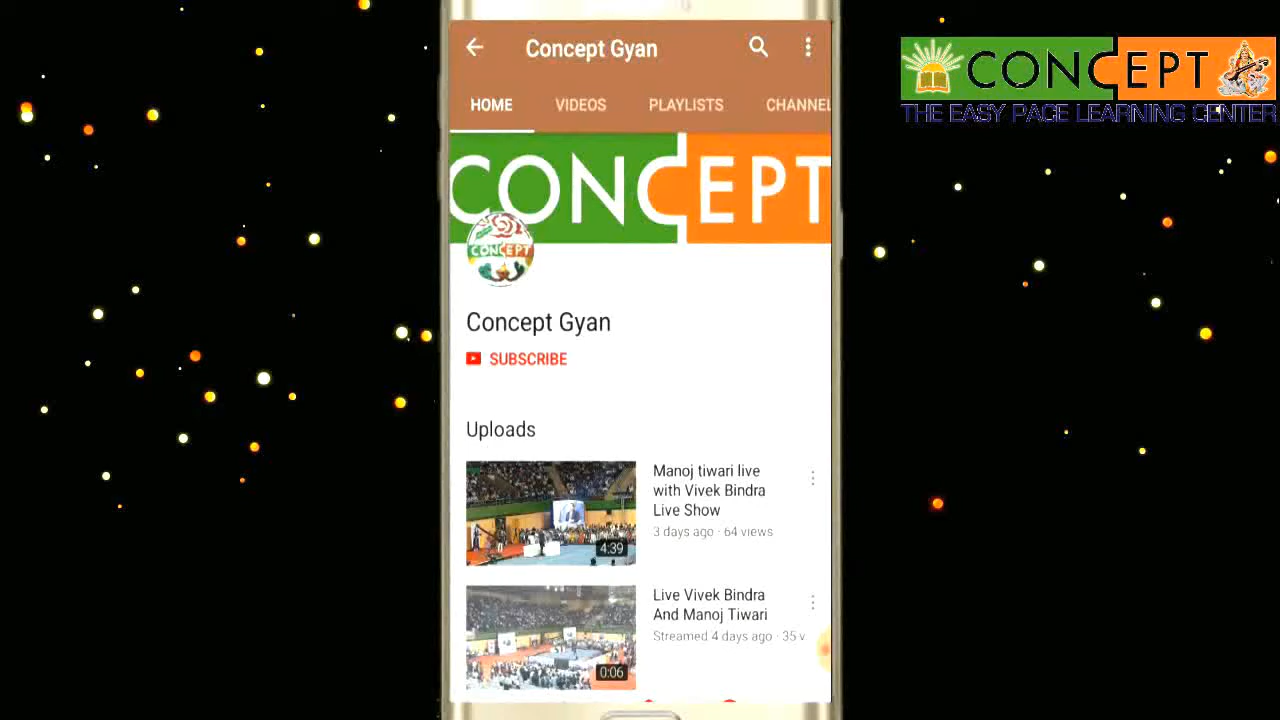 Concept Gyan
HOME VIDEOS PLAYLISTS CHANNEL
CONCEPT
THE EASY PACE LEARNING CENTER
CONCEPT
CONCEPT
Concept Gyan
SUBSCRIBE
Uploads
Manoj tiwari live
with Vivek Bindra
Live Show
3 days ago · 64 views
4:39
Live Vivek Bindra
And Manoj Tiwari
Streamed 4 days ago · 35 v
0:06